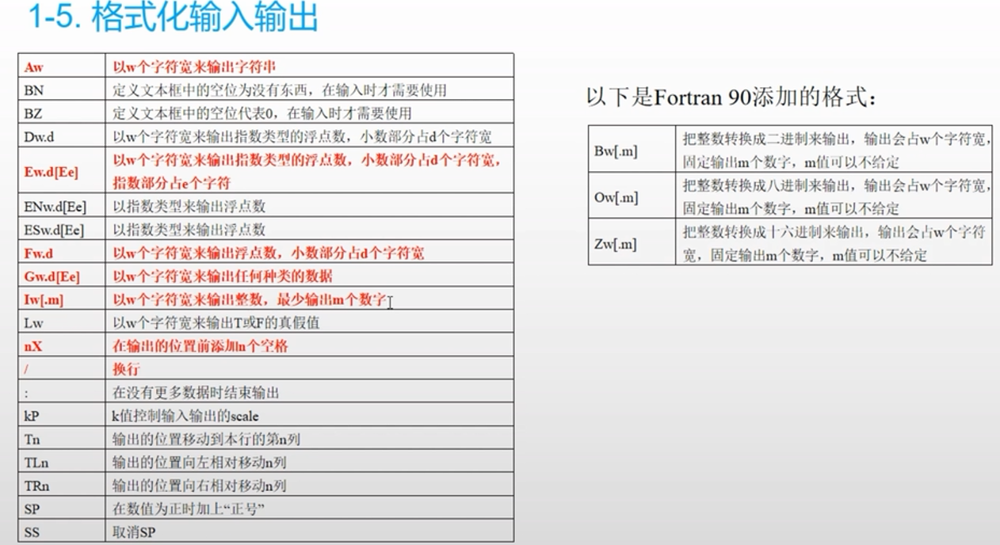 1-5. 格式化输入输出
Aw 以w个字符宽来输出字符串
BN 定义文本框中的空位为没有东西，在输入时才需要使用
BZ 定义文本框中的空位代表0，在输入时才需要使用
Dw.d 以w个字符宽来输出指数类型的浮点数，小数部分占d个字符宽
Ew.d[Ee] 以w个字符宽来输出指数类型的浮点数，小数部分占d个字符宽，
指数部分占e个字符
ENw.d[Ee] 以指数类型来输出浮点数
ESw.d[Ee] 以指数类型来输出浮点数
Fw.d 以w个字符宽来输出浮点数，小数部分占d个字符宽
Gw.d[Ee] 以w个字符宽来输出任何种类的数据
Iw[.m] 以w个字符宽来输出整数，最少输出m个数字
Lw 以w个字符宽来输出T或F的真假值
nX 在输出的位置前添加n个空格
/ 换行
: 在没有更多数据时结束输出
kP k值控制输入输出的scale
Tn 输出的位置移动到本行的第n列
TLn 输出的位置向左相对移动n列
TRn 输出的位置向右相对移动n列
SP 在数值为正时加上“正号”
SS 取消SP
以下是Fortran 90添加的格式：
Bw[.m] 把整数转换成二进制来输出，输出会占w个字符宽，
固定输出m个数字，m值可以不给定
Ow[.m] 把整数转换成八进制来输出，输出会占w个字符宽，
固定输出m个数字，m值可以不给定
Zw[.m] 把整数转换成十六进制来输出，输出会占w个字符
宽，固定输出m个数字，m值可以不给定